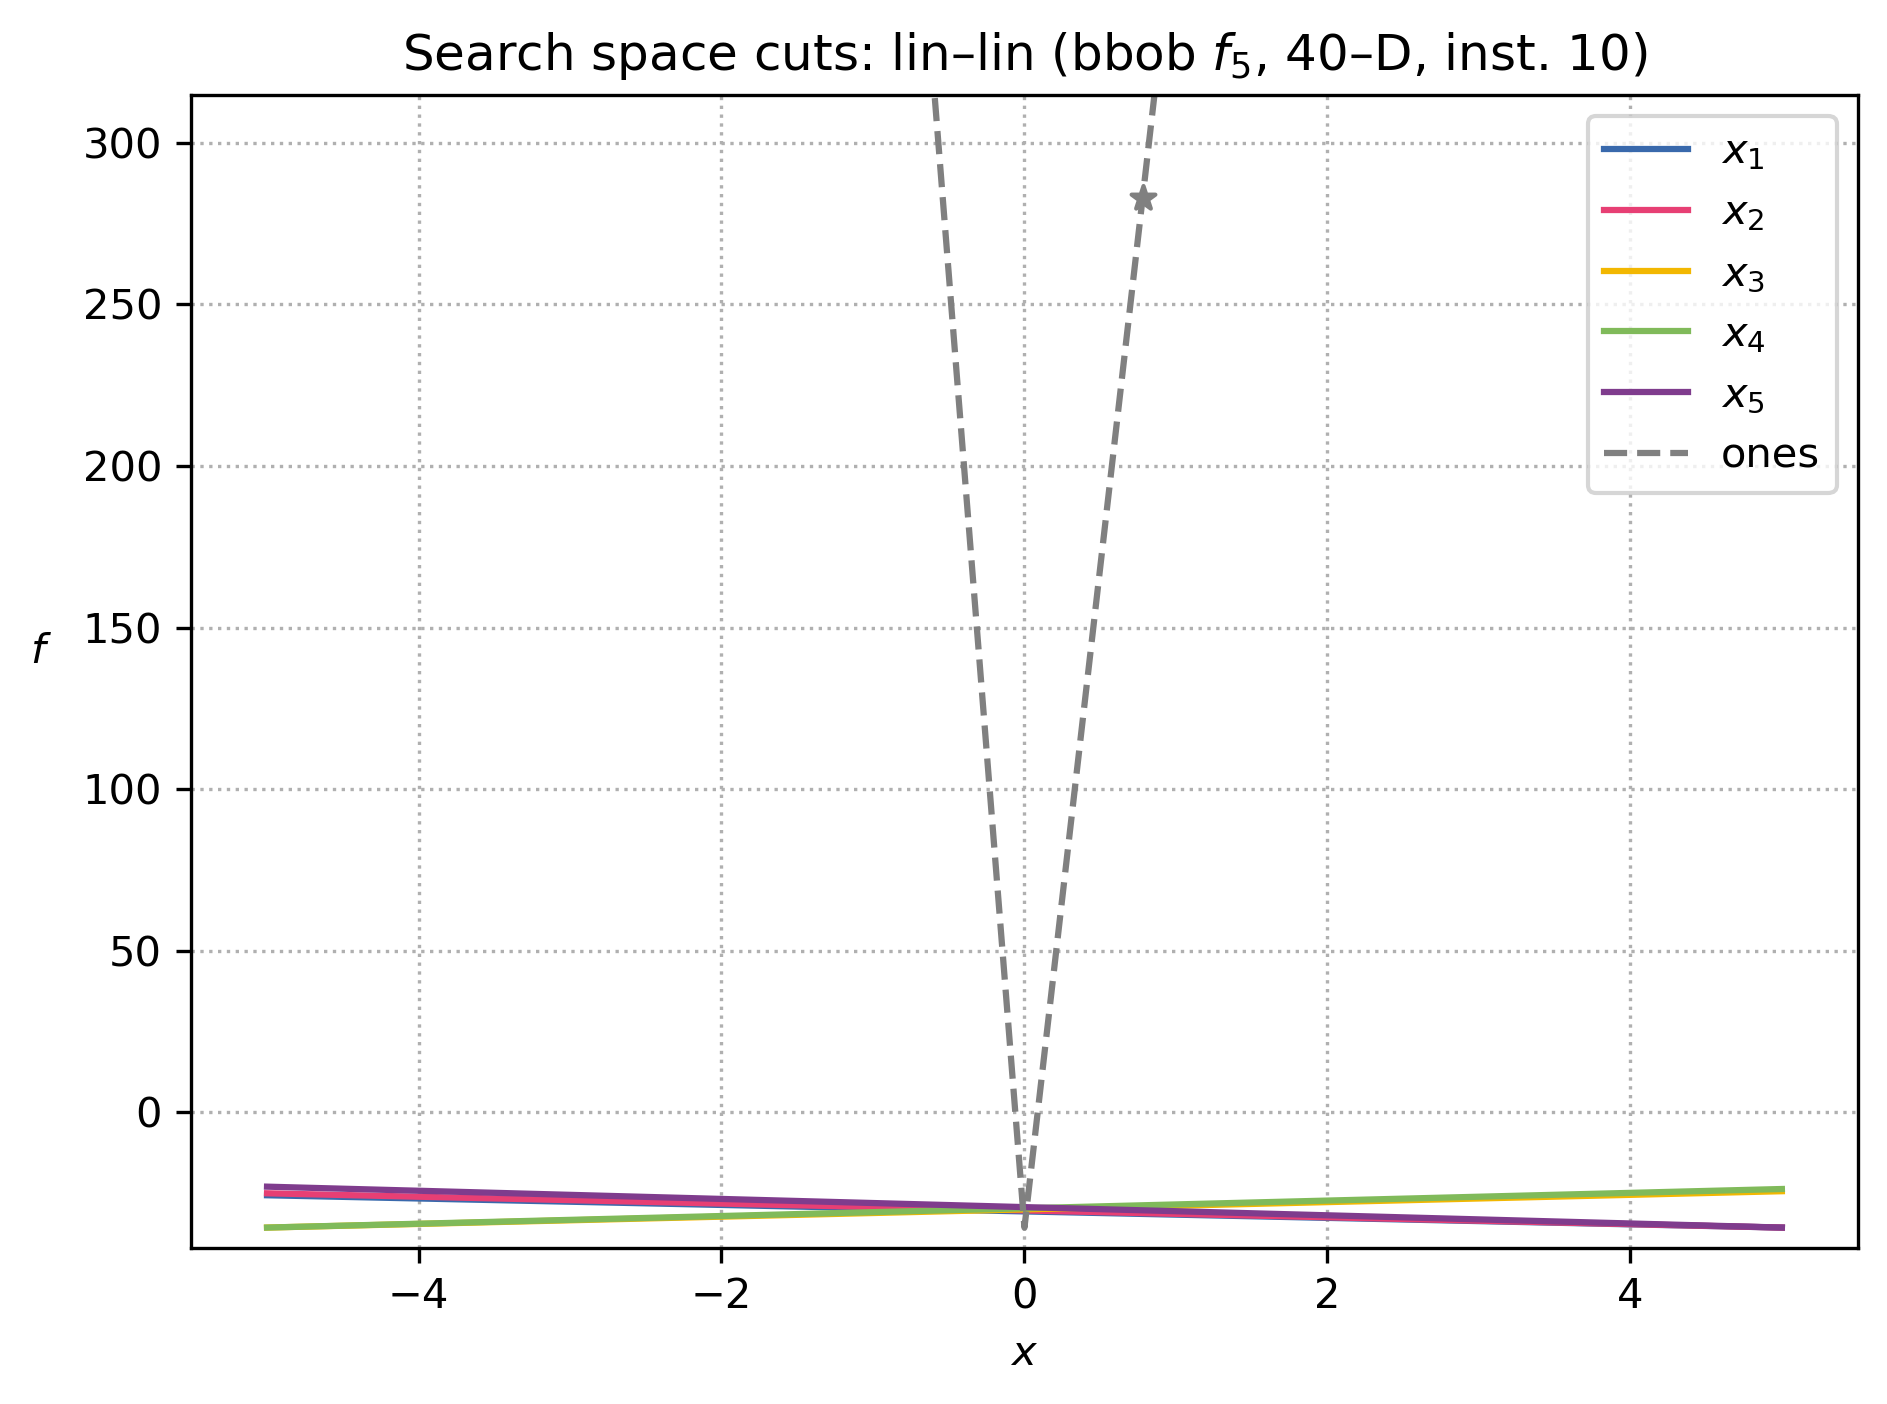 Search space cuts: lin–lin (bbob f₅, 40–D, inst. 10)
300
250
200
150
100
50
0
f
−4
−2
0
2
4
x
x₁
x₂
x₃
x₄
x₅
ones